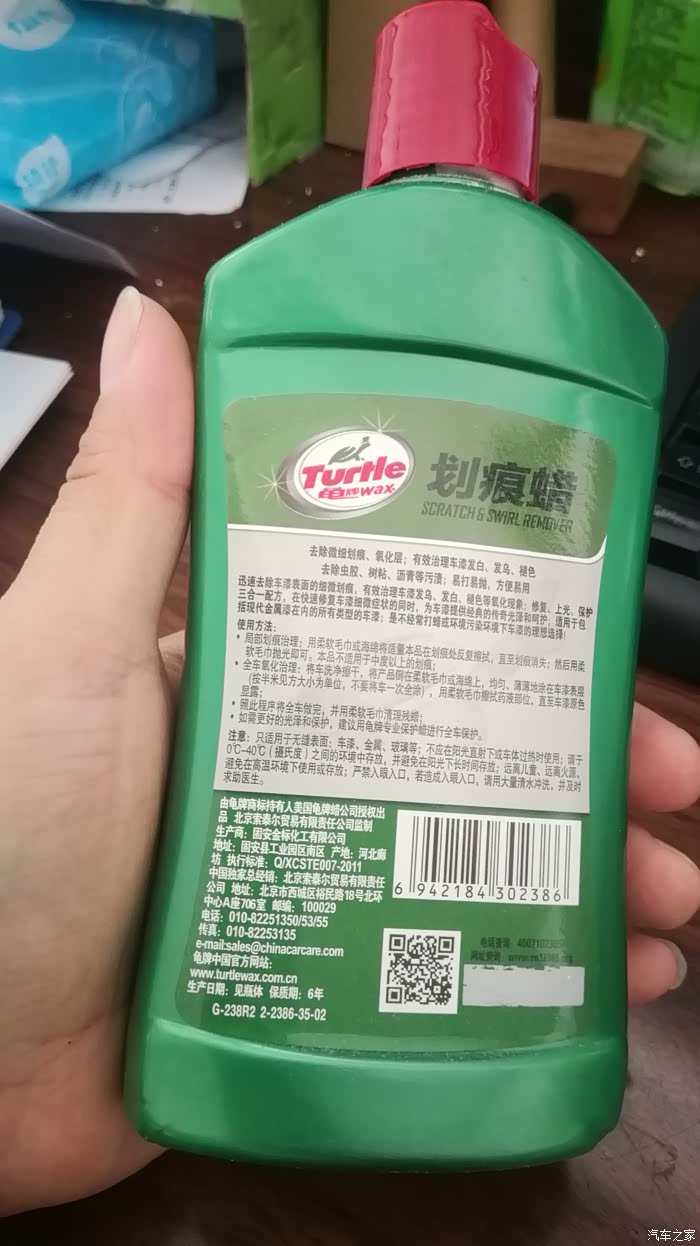 Turtle
龟牌 wax
划痕蜡
SCRATCH & SWIRL REMOVER
去除微细划痕、氧化层；有效治理车漆发白、发乌、褪色
去除虫胶、树粘、沥青等污渍；易打易抛，方便易用
迅速去除车漆表面的细微划痕，有效治理车漆发乌、发白、褪色等氧化现象；修复、上光、保护
三合一配方，在快速修复车漆细微症状的同时，为车漆提供经典的传奇光泽和呵护；适用于包
括现代金属漆在内的所有类型的车漆；是不经常打蜡或环境污染环境下车漆的理想选择！
使用方法：
• 局部划痕治理：用柔软毛巾或海绵将适量本品在划痕处反复擦拭，直至划痕消失；然后用柔
软毛巾抛光即可。本品不适用于中度以上的划痕；
• 全车氧化治理：将车洗净擦干，将产品倒在柔软毛巾或海绵上，均匀、薄薄地涂在车漆表层
（按半米见方大小为单位，不要将车一次全涂），用柔软毛巾擦拭药液部位，直至车漆原色
显露；
• 照此程序将全车做完，并用柔软毛巾清理残蜡；
• 如需更好的光泽和保护，建议用龟牌专业保护蜡进行全车保护。
注意：只适用于无缝表面：车漆、金属、玻璃等；不应在阳光直射下或车体过热时使用；请于
0℃-40℃（摄氏度）之间的环境中存放，并避免在阳光下长时间存放；远离儿童、远离火源、
避免在高温环境下使用或存放；严禁入眼入口，若造成入眼入口，请用大量清水冲洗，并及时
求助医生。
由龟牌商标持有人美国龟牌蜡公司授权出
品 北京索泰尔贸易有限责任公司监制
生产商：固安金标化工有限公司
地址：固安县工业园区南区 产地：河北廊
坊 执行标准：Q/XCSTE007-2011
中国独家总经销：北京索泰尔贸易有限责任
公司 地址：北京市西城区裕民路18号北环
中心A座706室 邮编：100029
电话：010-82251350/53/55
传真：010-82253135
e-mail:sales@chinacarcare.com
龟牌中国官方网站：
www.turtlewax.com.cn
生产日期：见瓶体 保质期：6年
G-238R2 2-2386-35-02
6 942184 302386
电话查询：
网址查询：
汽车之家